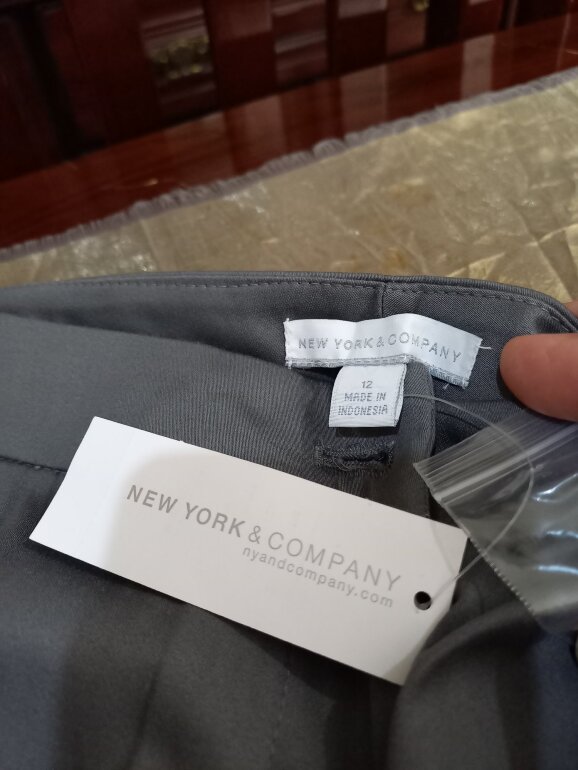 NEW YORK & COMPANY
12
MADE IN
INDONESIA
NEW YORK & COMPANY
nyandcompany.com